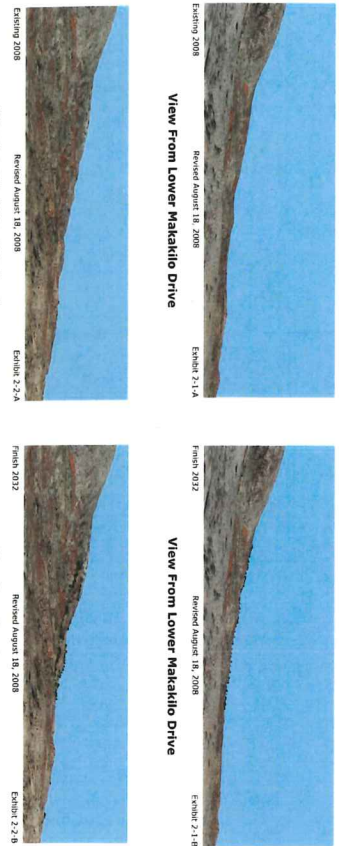 Existing 2008 Revised August 18, 2008 Exhibit 2-1-A
View From Lower Makakilo Drive
Finish 2032 Revised August 18, 2008 Exhibit 2-1-B
View From Lower Makakilo Drive
Existing 2008 Revised August 18, 2008 Exhibit 2-2-A
Finish 2032 Revised August 18, 2008 Exhibit 2-2-B